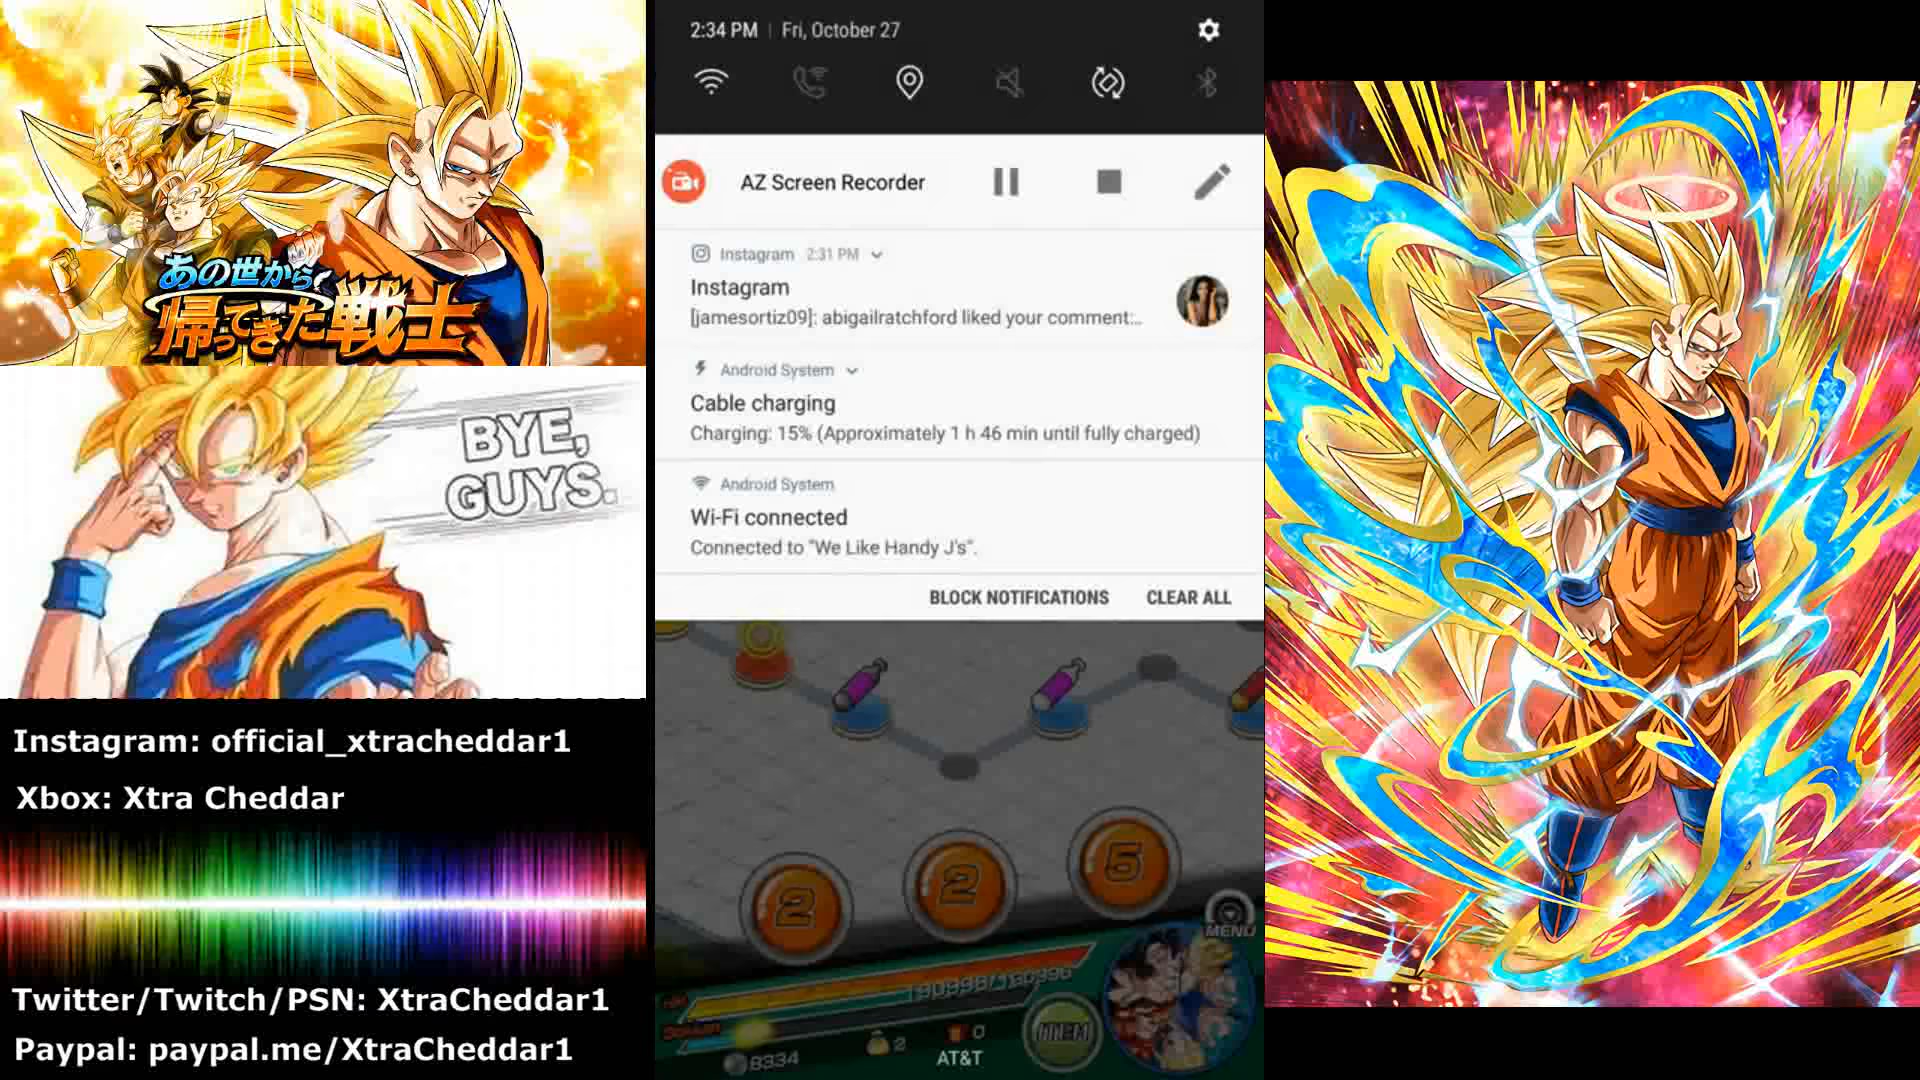 あの世から
帰ってきた戦士
BYE,
GUYS.
Instagram: official_xtracheddar1
Xbox: Xtra Cheddar
Twitter/Twitch/PSN: XtraCheddar1
Paypal: paypal.me/XtraCheddar1
2:34 PM | Fri, October 27
AZ Screen Recorder
Instagram 2:31 PM
Instagram
[jamesortiz09]: abigailratchford liked your comment:..
Android System
Cable charging
Charging: 15% (Approximately 1 h 46 min until fully charged)
Android System
Wi-Fi connected
Connected to "We Like Handy J's".
BLOCK NOTIFICATIONS CLEAR ALL
2 2 5
MENU
8334 2 0
AT&T
ITEM